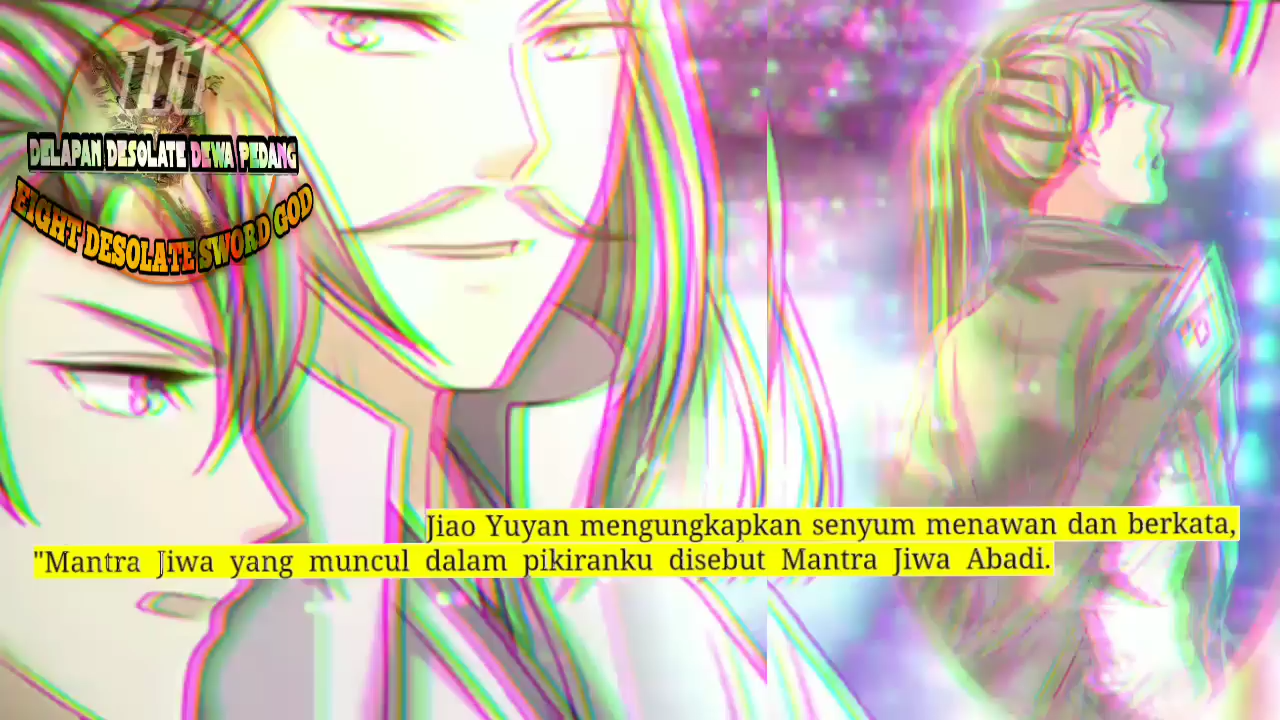 111
DELAPAN DESOLATE DEWA PEDANG
EIGHT DESOLATE SWORD GOD
Jiao Yuyan mengungkapkan senyum menawan dan berkata,
"Mantra Jiwa yang muncul dalam pikiranku disebut Mantra Jiwa Abadi.